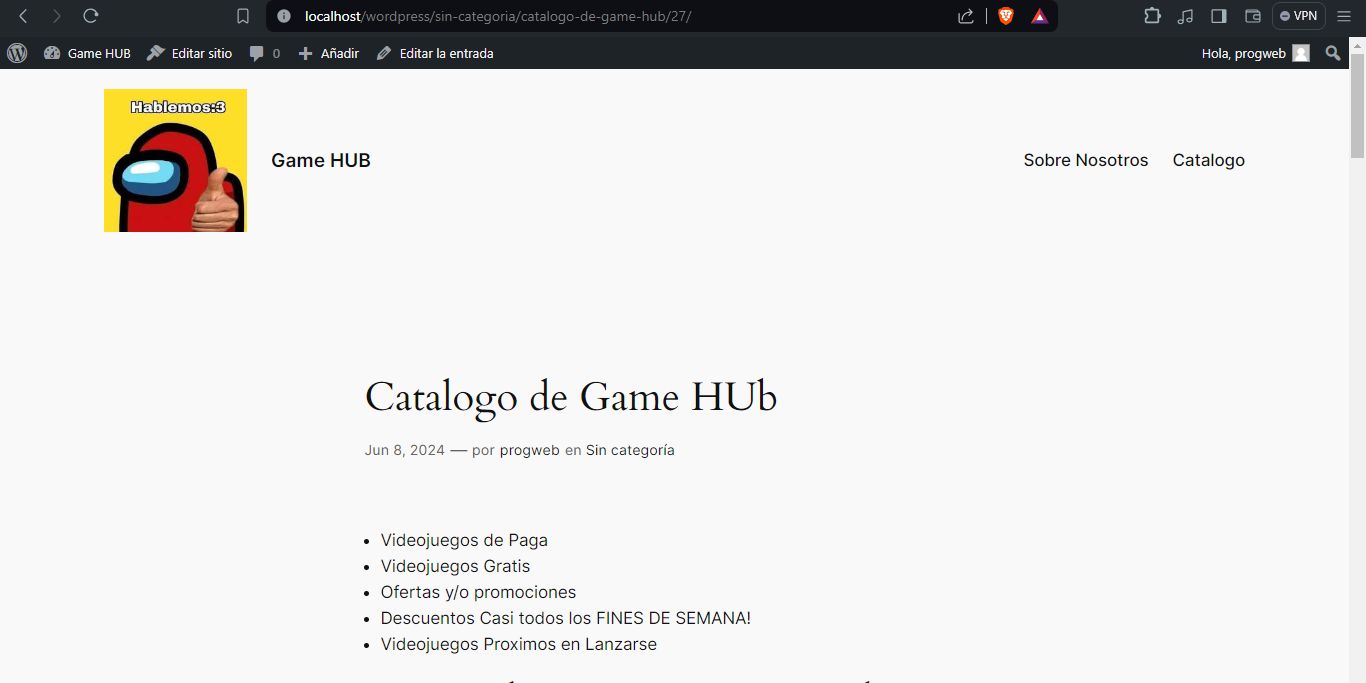 localhost/wordpress/sin-categoria/catalogo-de-game-hub/27/
VPN
Game HUB
Editar sitio
0
Añadir
Editar la entrada
Hola, progweb
Hablemos:3
Game HUB
Sobre Nosotros
Catalogo
Catalogo de Game HUb
Jun 8, 2024 — por progweb en Sin categoría
• Videojuegos de Paga
• Videojuegos Gratis
• Ofertas y/o promociones
• Descuentos Casi todos los FINES DE SEMANA!
• Videojuegos Proximos en Lanzarse